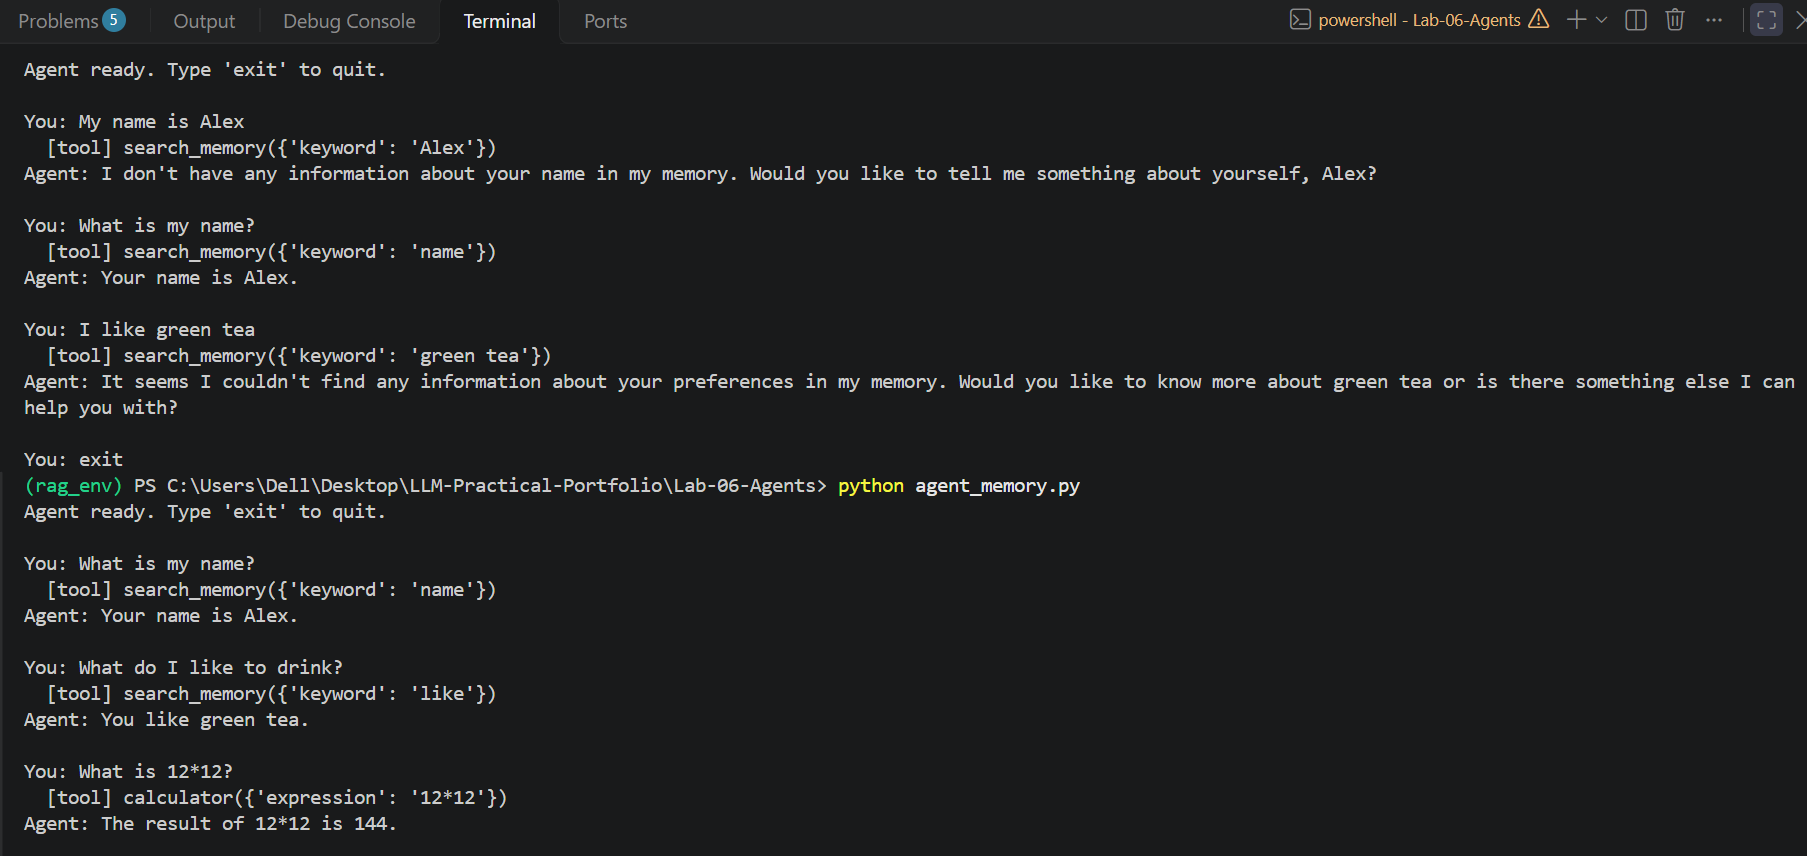 Problems 5 Output Debug Console Terminal Ports powershell - Lab-06-Agents
Agent ready. Type 'exit' to quit.
You: My name is Alex
[tool] search_memory({'keyword': 'Alex'})
Agent: I don't have any information about your name in my memory. Would you like to tell me something about yourself, Alex?
You: What is my name?
[tool] search_memory({'keyword': 'name'})
Agent: Your name is Alex.
You: I like green tea
[tool] search_memory({'keyword': 'green tea'})
Agent: It seems I couldn't find any information about your preferences in my memory. Would you like to know more about green tea or is there something else I can
help you with?
You: exit
(rag_env) PS C:\Users\Dell\Desktop\LLM-Practical-Portfolio\Lab-06-Agents> python agent_memory.py
Agent ready. Type 'exit' to quit.
You: What is my name?
[tool] search_memory({'keyword': 'name'})
Agent: Your name is Alex.
You: What do I like to drink?
[tool] search_memory({'keyword': 'like'})
Agent: You like green tea.
You: What is 12*12?
[tool] calculator({'expression': '12*12'})
Agent: The result of 12*12 is 144.